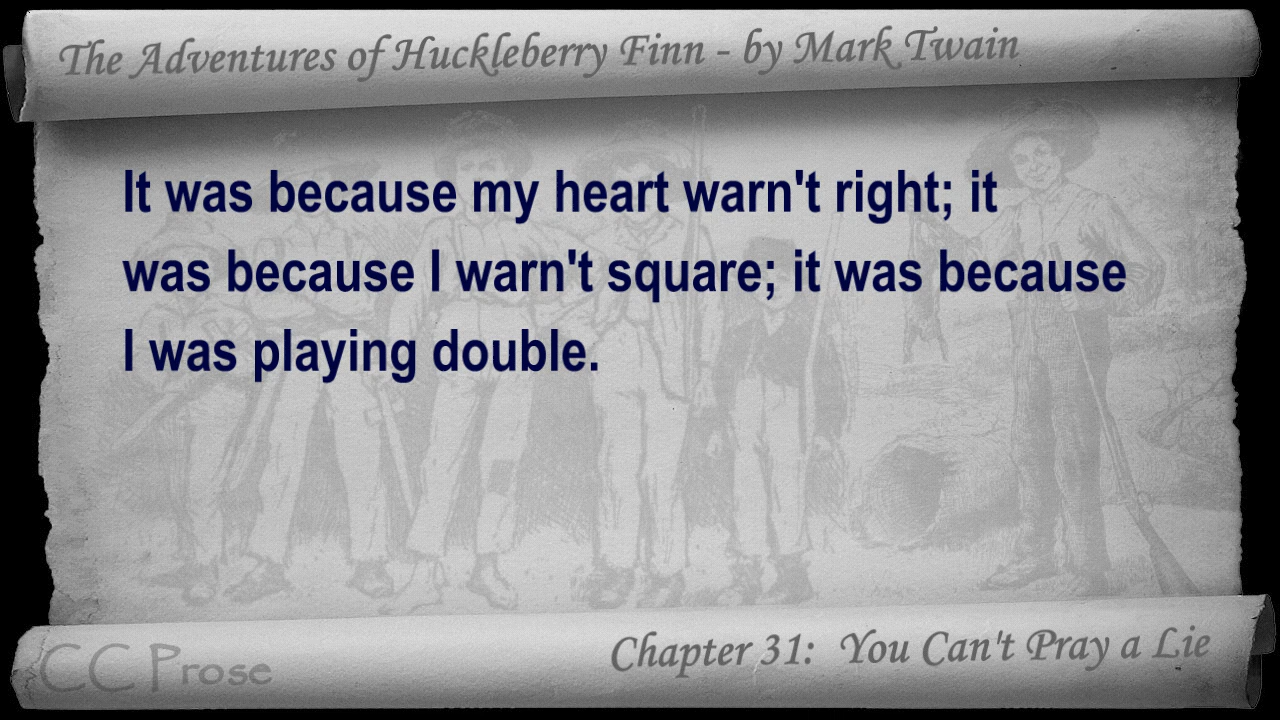 The Adventures of Huckleberry Finn - by Mark Twain
It was because my heart warn't right; it
was because I warn't square; it was because
I was playing double.
CC Prose
Chapter 31: You Can't Pray a Lie